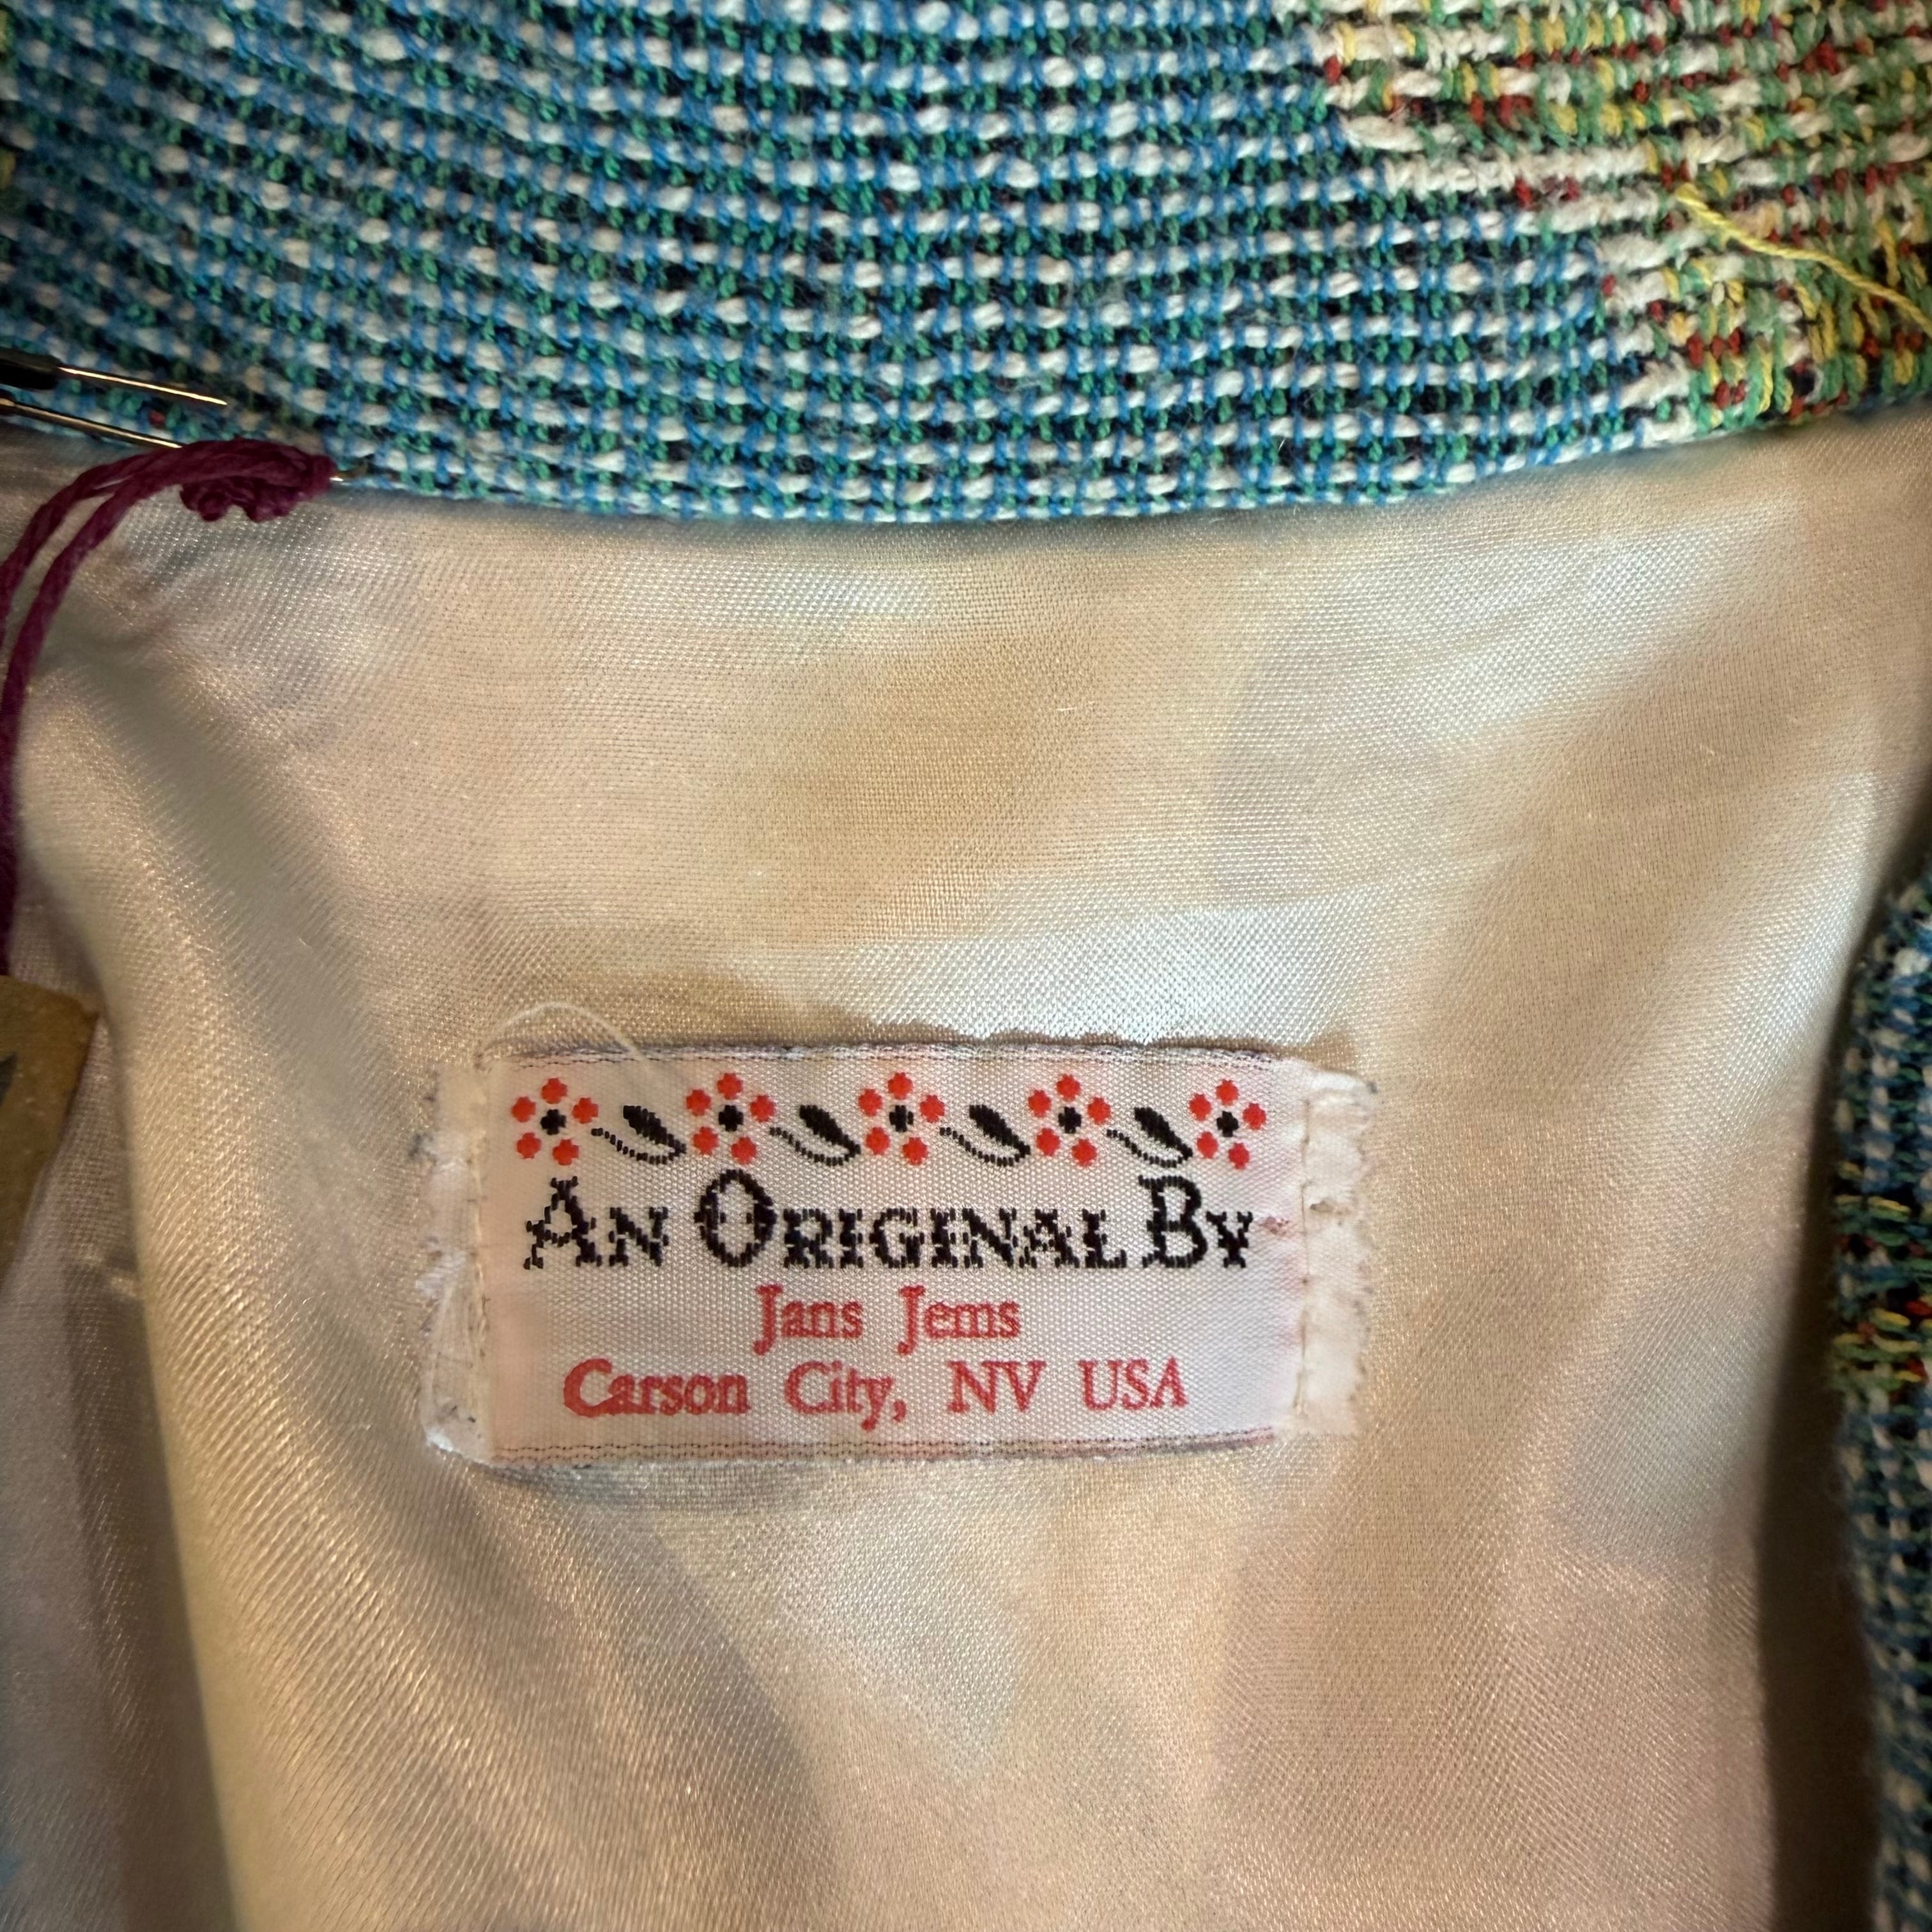 An Original By
Jans Jems
Carson City, NV USA